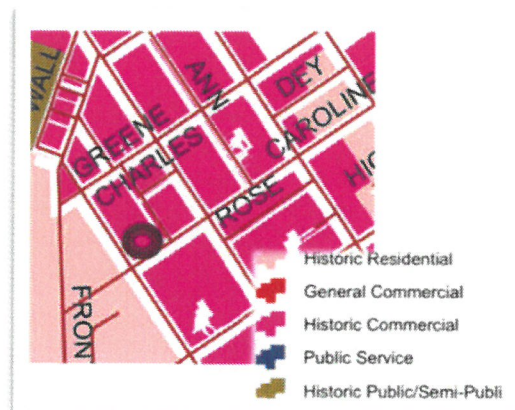 WALL
ANN
DEY
GREENE
CHARLES
CAROLINE
HIC
ROSE
FRON
Historic Residential
General Commercial
Historic Commercial
Public Service
Historic Public/Semi-Publi